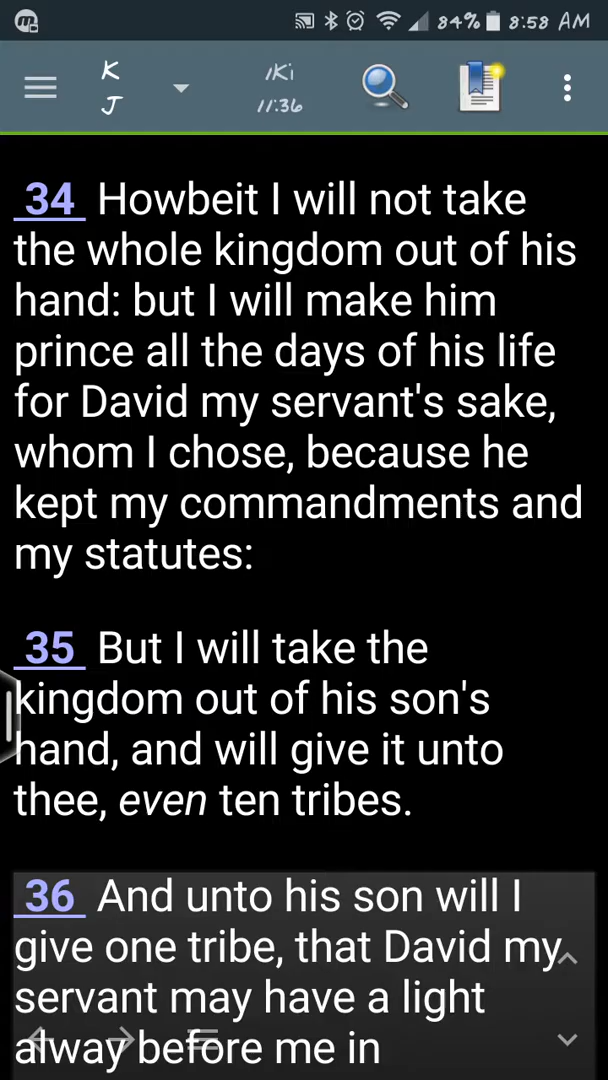 84% 8:58 AM
K
J
1Ki
11:36
34 Howbeit I will not take
the whole kingdom out of his
hand: but I will make him
prince all the days of his life
for David my servant's sake,
whom I chose, because he
kept my commandments and
my statutes:
35 But I will take the
kingdom out of his son's
hand, and will give it unto
thee, even ten tribes.
36 And unto his son will I
give one tribe, that David my
servant may have a light
alway before me in